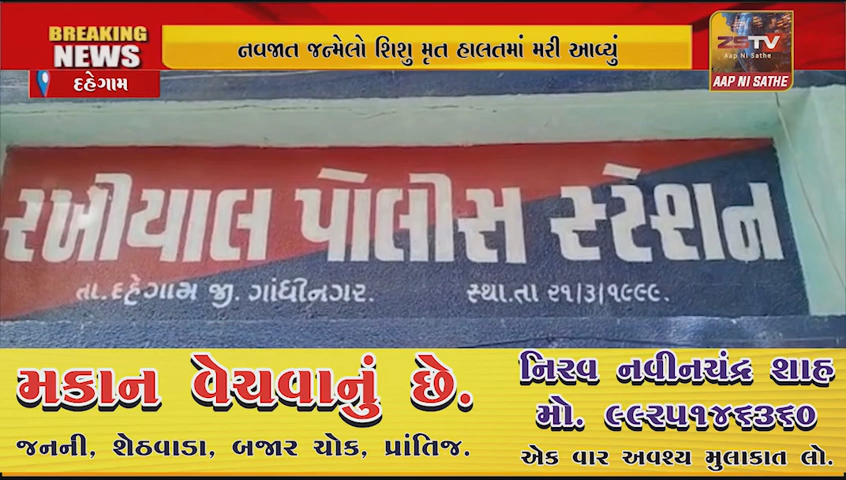 BREAKING NEWS
નવજાત જન્મેલો શિશુ મૃત હાલતમાં મરી આવ્યું
ZSTV
Aap Ni Sathe
AAP NI SATHE
દહેગામ
રખીયાલ પોલીસ સ્ટેશન
તા. દહેગામ જી. ગાંધીનગર.
સ્થા.તા ૨૧/૩/૧૯૯૯.
મકાન વેચવાનું છે.
જનની, શેઠવાડા, બજાર ચોક, પ્રાંતિજ.
નિરવ નવીનચંદ્ર શાહ
મો. ૯૯૨૫૧૪૬૩૬૦
એક વાર અવશ્ય મુલાકાત લો.